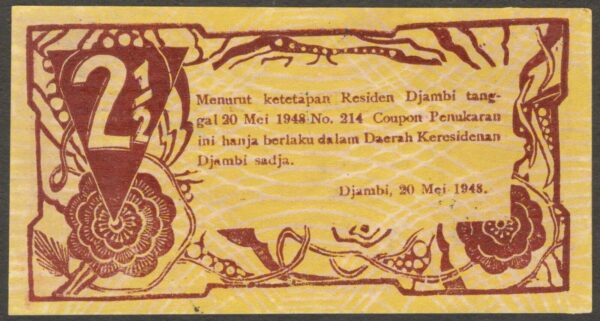 2 1/2
Menurut ketetapan Residen Djambi tang-
gal 20 Mei 1948 No. 214 Coupon Penukaran
ini hanja berlaku dalam Daerah Keresidenan
Djambi sadja.
Djambi, 20 Mei 1948.